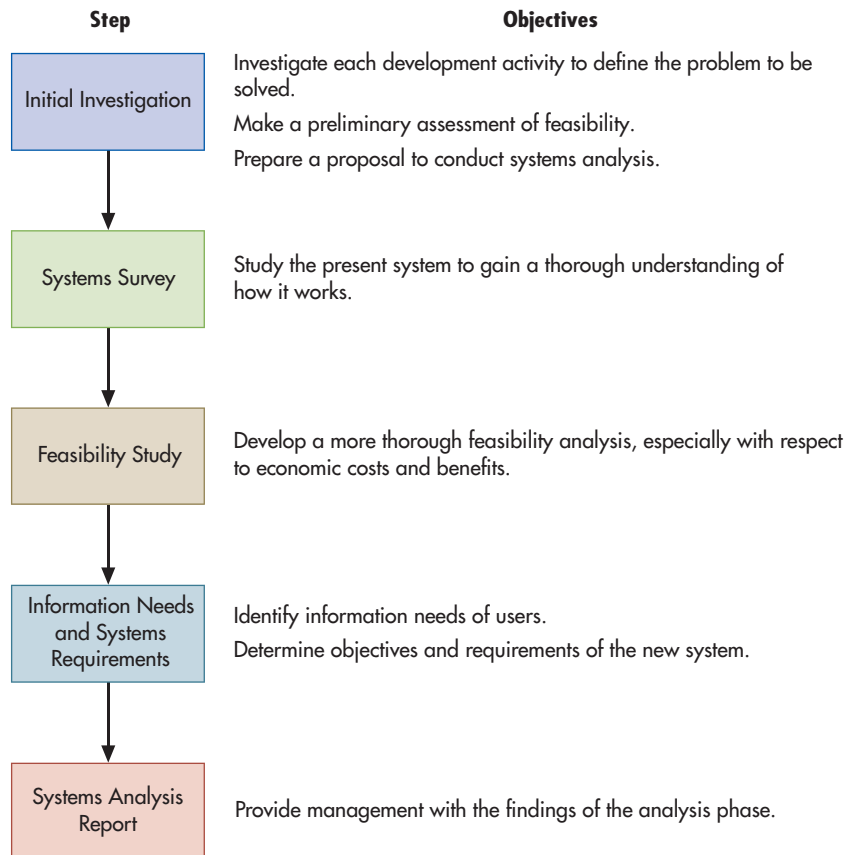 Step
Objectives
Initial Investigation
Investigate each development activity to define the problem to be
solved.
Make a preliminary assessment of feasibility.
Prepare a proposal to conduct systems analysis.
Systems Survey
Study the present system to gain a thorough understanding of
how it works.
Feasibility Study
Develop a more thorough feasibility analysis, especially with respect
to economic costs and benefits.
Information Needs
and Systems
Requirements
Identify information needs of users.
Determine objectives and requirements of the new system.
Systems Analysis
Report
Provide management with the findings of the analysis phase.